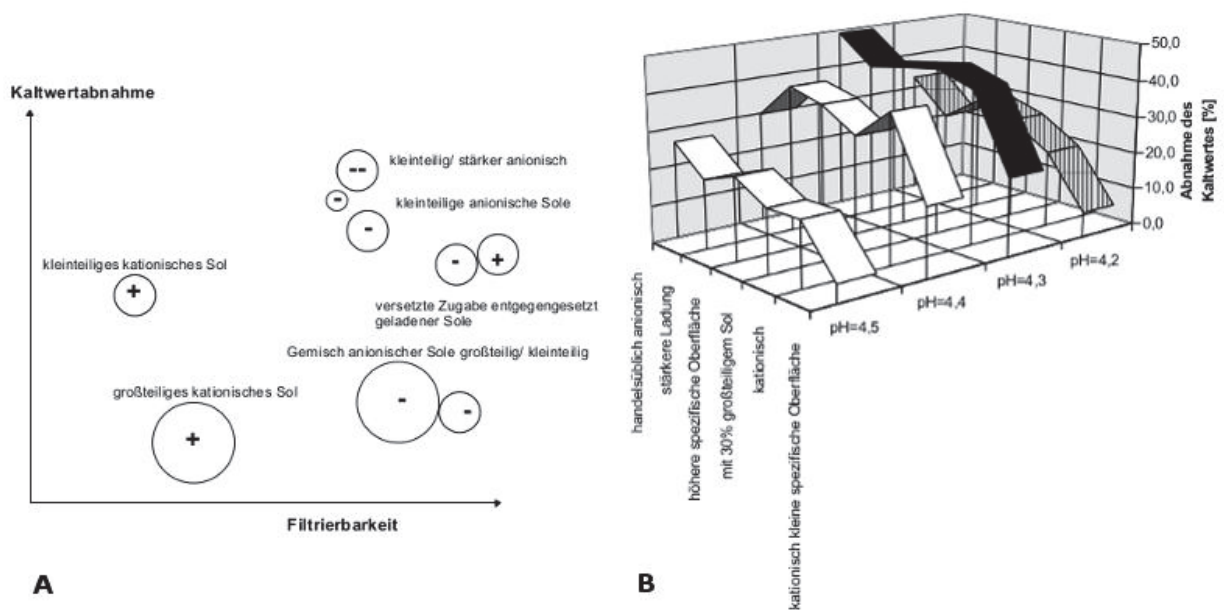 Kaltwertabnahme
--
kleinteilig/ stärker anionisch
-
kleinteilige anionische Sole
-
kleinteiliges kationisches Sol
+
-
+
versetzte Zugabe entgegengesetzt
geladener Sole
Gemisch anionischer Sole großteilig/ kleinteilig
-
-
großteiliges kationisches Sol
+
Filtrierbarkeit
A
50,0
40,0
30,0
20,0
10,0
0,0
Abnahme des
Kaltwertes [%]
pH=4,2
pH=4,3
pH=4,4
pH=4,5
handelsüblich anionisch
stärkere Ladung
höhere spezifische Oberfläche
mit 30% großteiligem Sol
kationisch
kationisch kleine spezifische Oberfläche
B